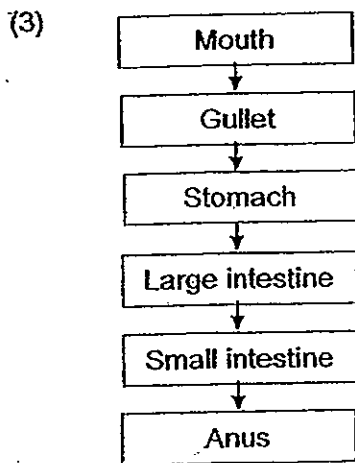 (3)
Mouth
Gullet
Stomach
Large intestine
Small intestine
Anus